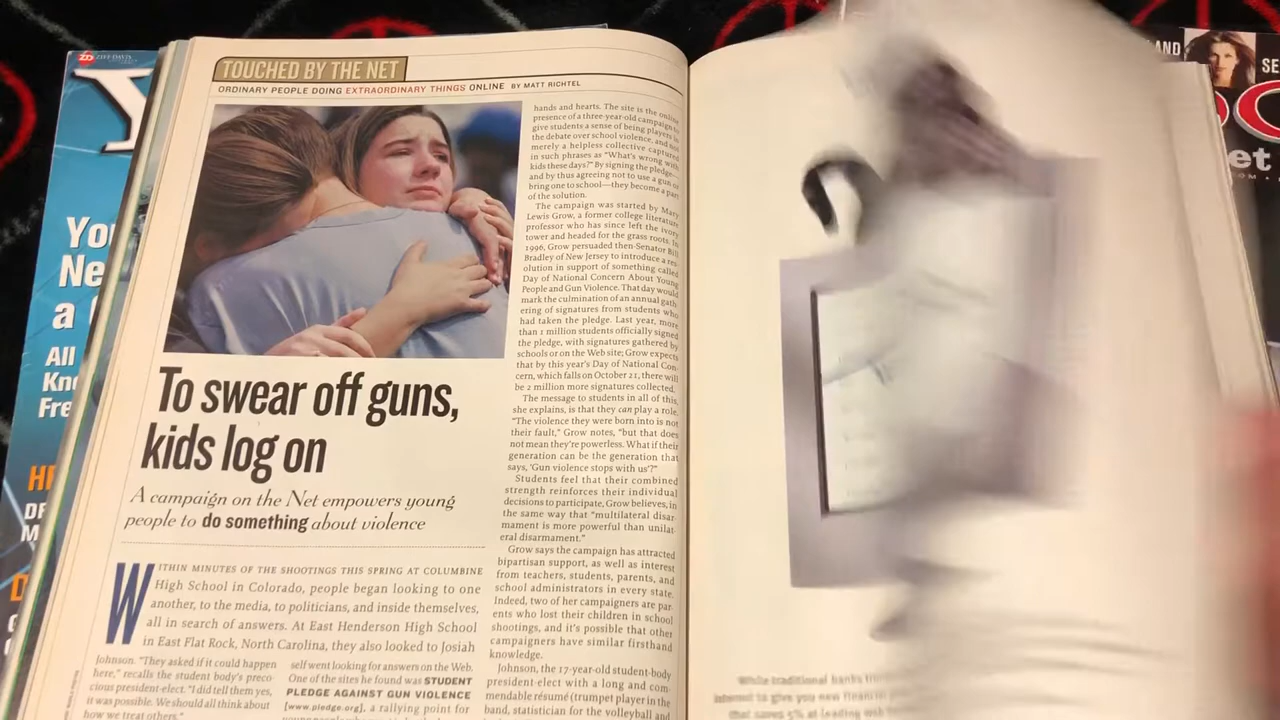 ZD ZIFF-DAVIS
Y
You
Ne
a
All
Kno
Fre
TOUCHED BY THE NET
ORDINARY PEOPLE DOING EXTRAORDINARY THINGS ONLINE BY MATT RICHTEL
To swear off guns,
kids log on
A campaign on the Net empowers young
people to do something about violence
WITHIN MINUTES OF THE SHOOTINGS THIS SPRING AT COLUMBINE
High School in Colorado, people began looking to one
another, to the media, to politicians, and inside themselves,
all in search of answers. At East Henderson High School
in East Flat Rock, North Carolina, they also looked to Josiah
Johnson. "They asked if it could happen
here," recalls the student body's preco-
cious president-elect. "I did tell them yes,
it was possible. We should all think about
how we treat others."
self went looking for answers on the Web.
One of the sites he found was STUDENT
PLEDGE AGAINST GUN VIOLENCE
[www.pledge.org], a rallying point for
hands and hearts. The site is the online
presence of a three-year-old campaign to
give students a sense of being players in
the debate over school violence, and not
merely a helpless collective captured
in such phrases as "What's wrong with
kids these days?" By signing the pledge—
and by thus agreeing not to use a gun or
bring one to school—they become a part
of the solution.
The campaign was started by Mary
Lewis Grow, a former college literature
professor who has since left the ivory
tower and headed for the grass roots. In
1996, Grow persuaded then-Senator Bill
Bradley of New Jersey to introduce a res-
olution in support of something called
Day of National Concern About Young
People and Gun Violence. That day would
mark the culmination of an annual gath
ering of signatures from students who
had taken the pledge. Last year, more
than 1 million students officially signed
the pledge, with signatures gathered by
schools or on the Web site; Grow expects
that by this year's Day of National Con-
cern, which falls on October 21, there will
be 2 million more signatures collected.
The message to students in all of this,
she explains, is that they can play a role.
"The violence they were born into is not
their fault," Grow notes, "but that does
not mean they're powerless. What if their
generation can be the generation that
says, 'Gun violence stops with us'?"
Students feel that their combined
strength reinforces their individual
decisions to participate, Grow believes, in
the same way that "multilateral disar-
mament is more powerful than unilat-
eral disarmament."
Grow says the campaign has attracted
bipartisan support, as well as interest
from teachers, students, parents, and
school administrators in every state.
Indeed, two of her campaigners are par-
ents who lost their children in school
shootings, and it's possible that other
campaigners have similar firsthand
knowledge.
Johnson, the 17-year-old student-body
president-elect with a long and com-
mendable résumé (trumpet player in the
band, statistician for the volleyball and
While traditional banks
interest to give you new financial
that saves 5% at leading
AND
SE
et